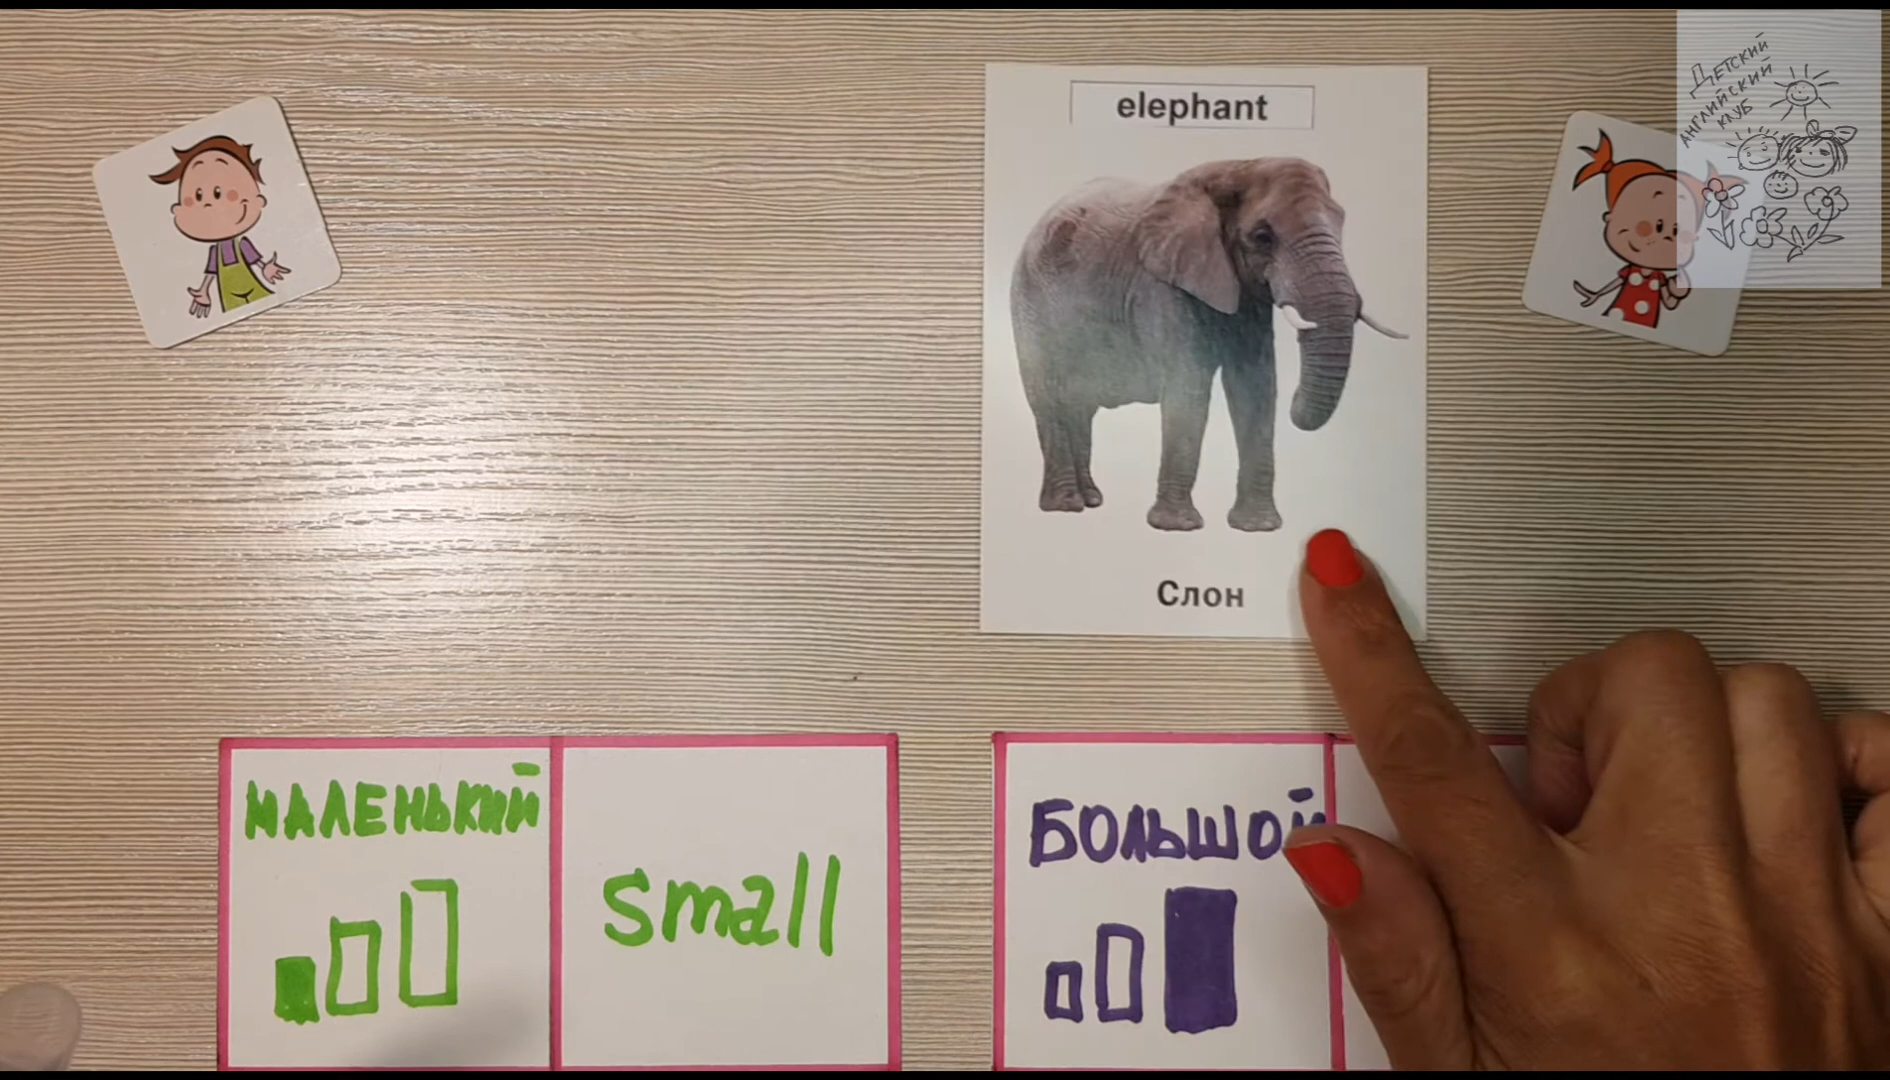 elephant
Слон
ДЕТСКИЙ
АНГЛИЙСКИЙ
КЛУБ
МАЛЕНЬКИЙ
small
БОЛЬШОЙ